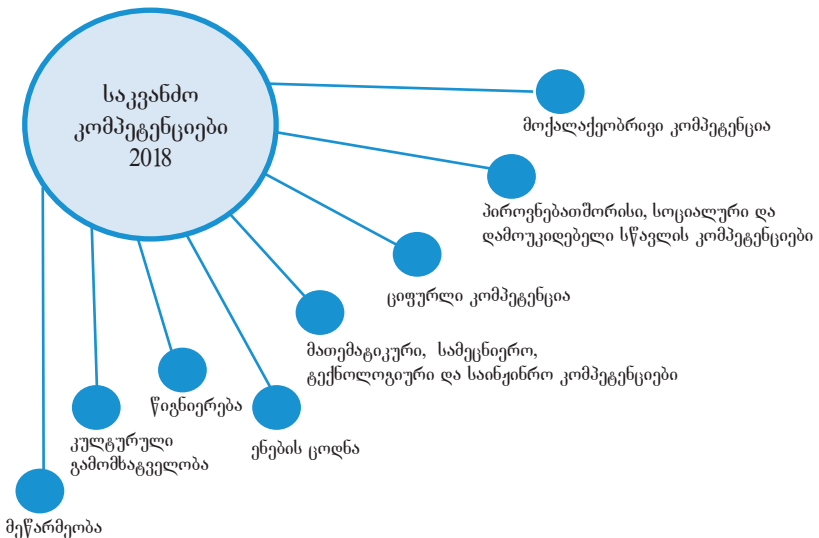 საკვანძო
კომპეტენციები
2018
მოქალაქეობრივი კომპეტენცია
პიროვნებათშორისი, სოციალური და
დამოუკიდებელი სწავლის კომპეტენციები
ციფურლი კომპეტენცია
მათემატიკური, სამეცნიერო,
ტექნოლოგიური და საინჟინრო კომპეტენციები
წიგნიერება
ენების ცოდნა
კულტურული
გამომხატველობა
მეწარმეობა